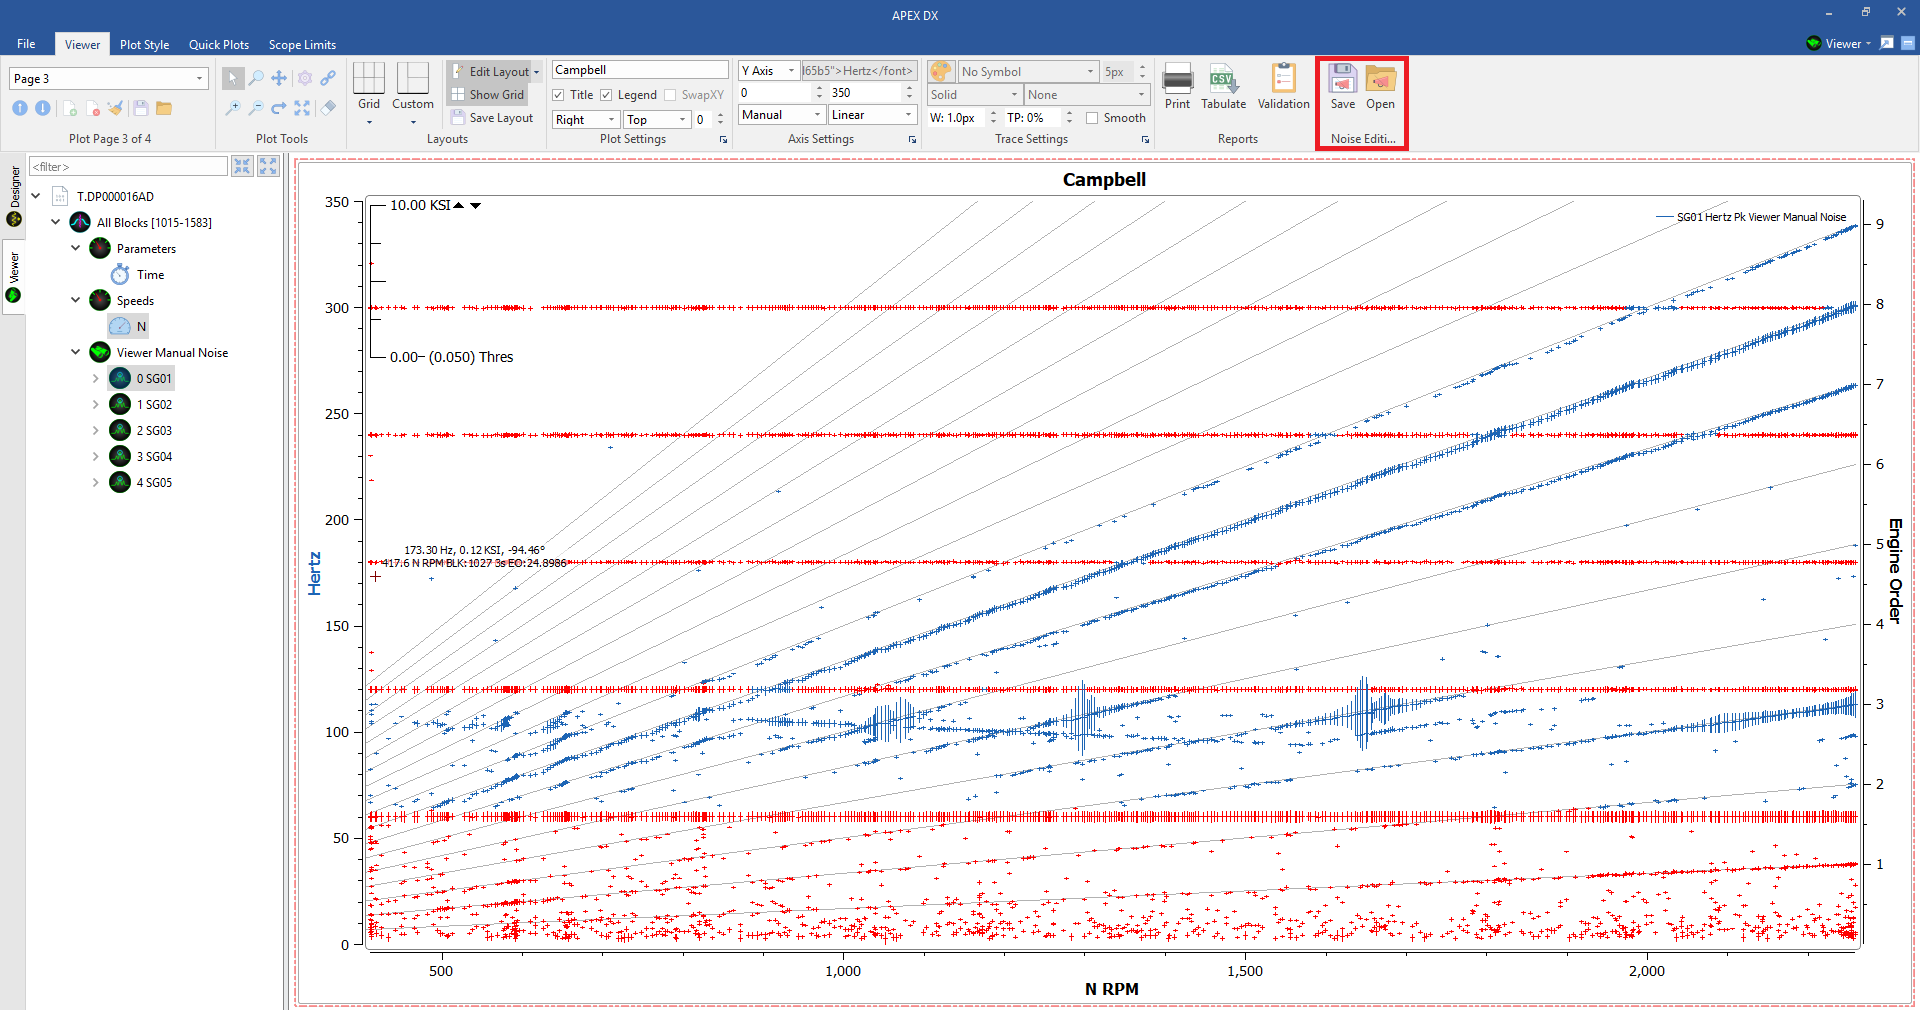 APEX DX
File Viewer Plot Style Quick Plots Scope Limits Viewer
Page 3
Plot Page 3 of 4
Plot Tools
Grid
Custom
Edit Layout
Show Grid
Save Layout
Layouts
Campbell
Title Legend SwapXY
Right Top 0
Plot Settings
Y Axis d65b5">Hertz</font>
0 350
Manual Linear
Axis Settings
No Symbol 5px
Solid None
W: 1.0px TP: 0% Smooth
Trace Settings
Print
CSV
Tabulate
Validation
Reports
Save
Open
Noise Editi...
Designer
Viewer
<filter>
T.DP000016AD
All Blocks [1015-1583]
Parameters
Time
Speeds
N
Viewer Manual Noise
0 SG01
1 SG02
2 SG03
3 SG04
4 SG05
Campbell
10.00 KSI
0.00 (0.050) Thres
SG01 Hertz Pk Viewer Manual Noise
173.30 Hz, 0.12 KSI, -94.46°
417.6 N RPM BLK:1027 3s EO:24.8986
Hertz
350
300
250
200
150
100
50
0
500 1,000 1,500 2,000
N RPM
9
8
7
6
5
4
3
2
1
Engine Order